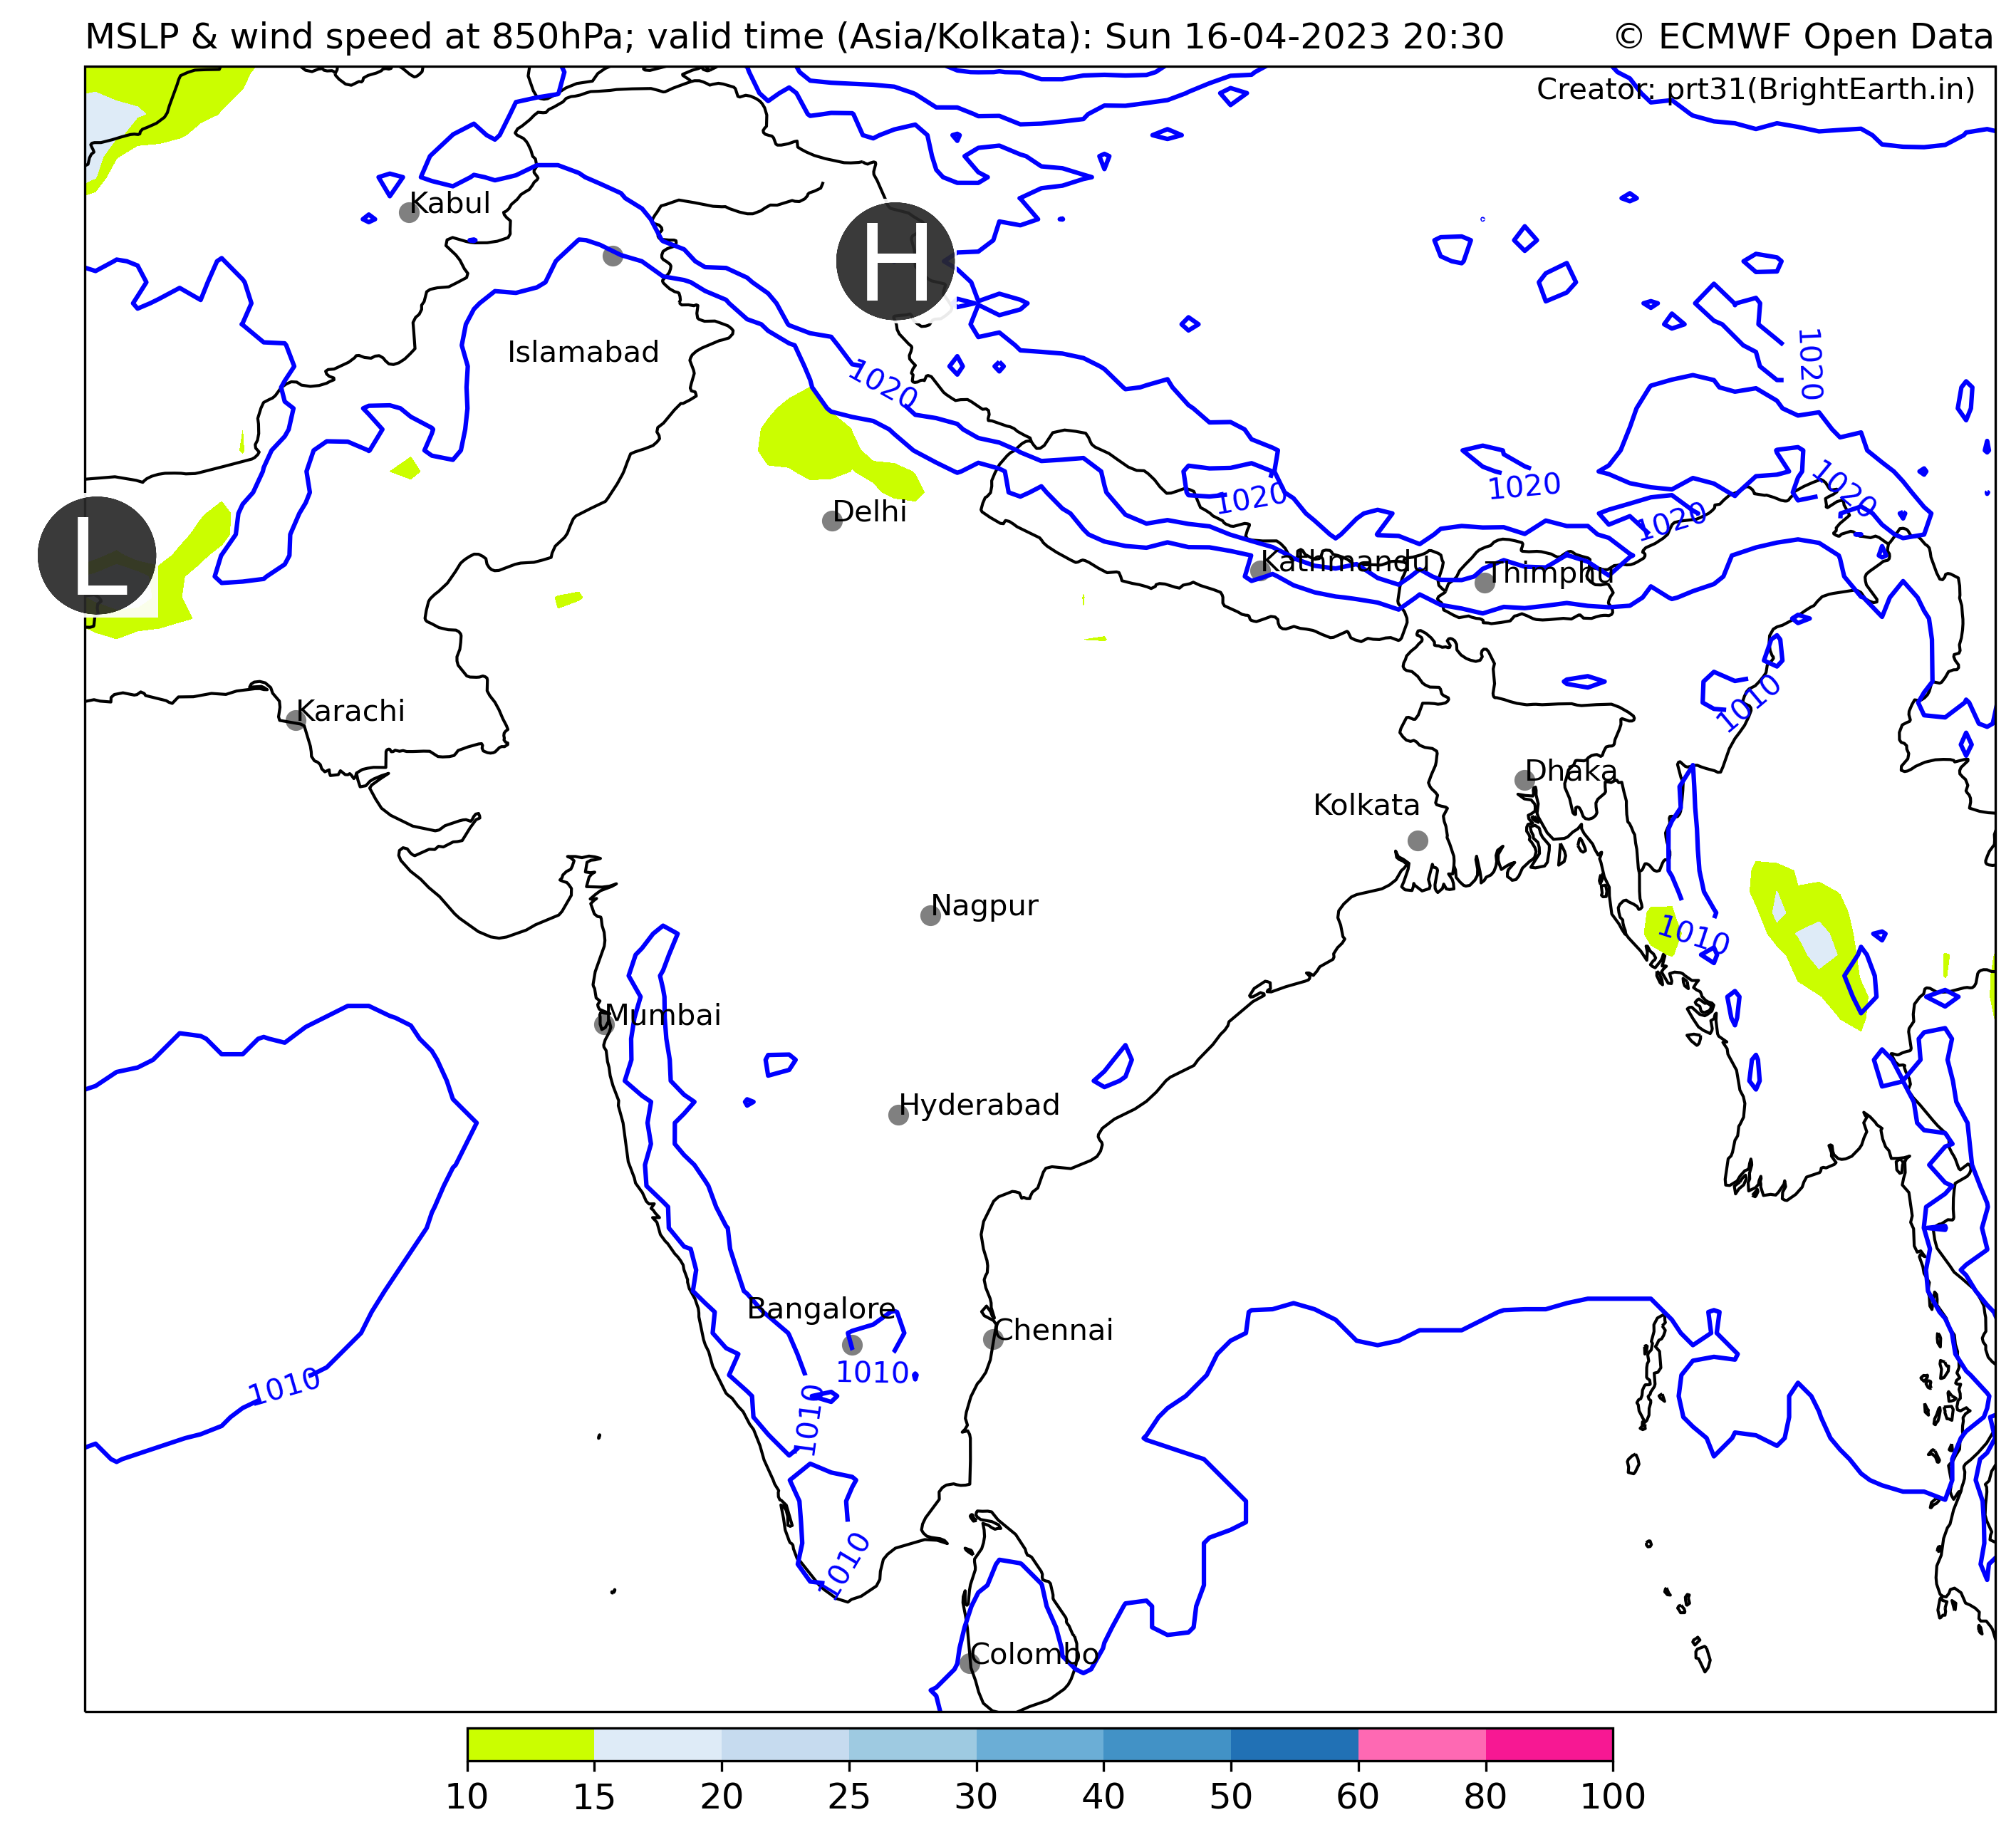 MSLP & wind speed at 850hPa; valid time (Asia/Kolkata): Sun 16-04-2023 20:30
© ECMWF Open Data
Creator: prt31(BrightEarth.in)
Kabul
H
Islamabad
1020
1020
1020
1020
1020
1020
L
Delhi
Kathmandu
Thimphu
Karachi
1010
Dhaka
Kolkata
Nagpur
1010
Mumbai
Hyderabad
Bangalore
Chennai
1010
1010
1010
1010
Colombo
10 15 20 25 30 40 50 60 80 100